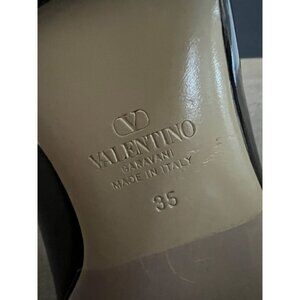 VALENTINO
GARAVANI
MADE IN ITALY
35